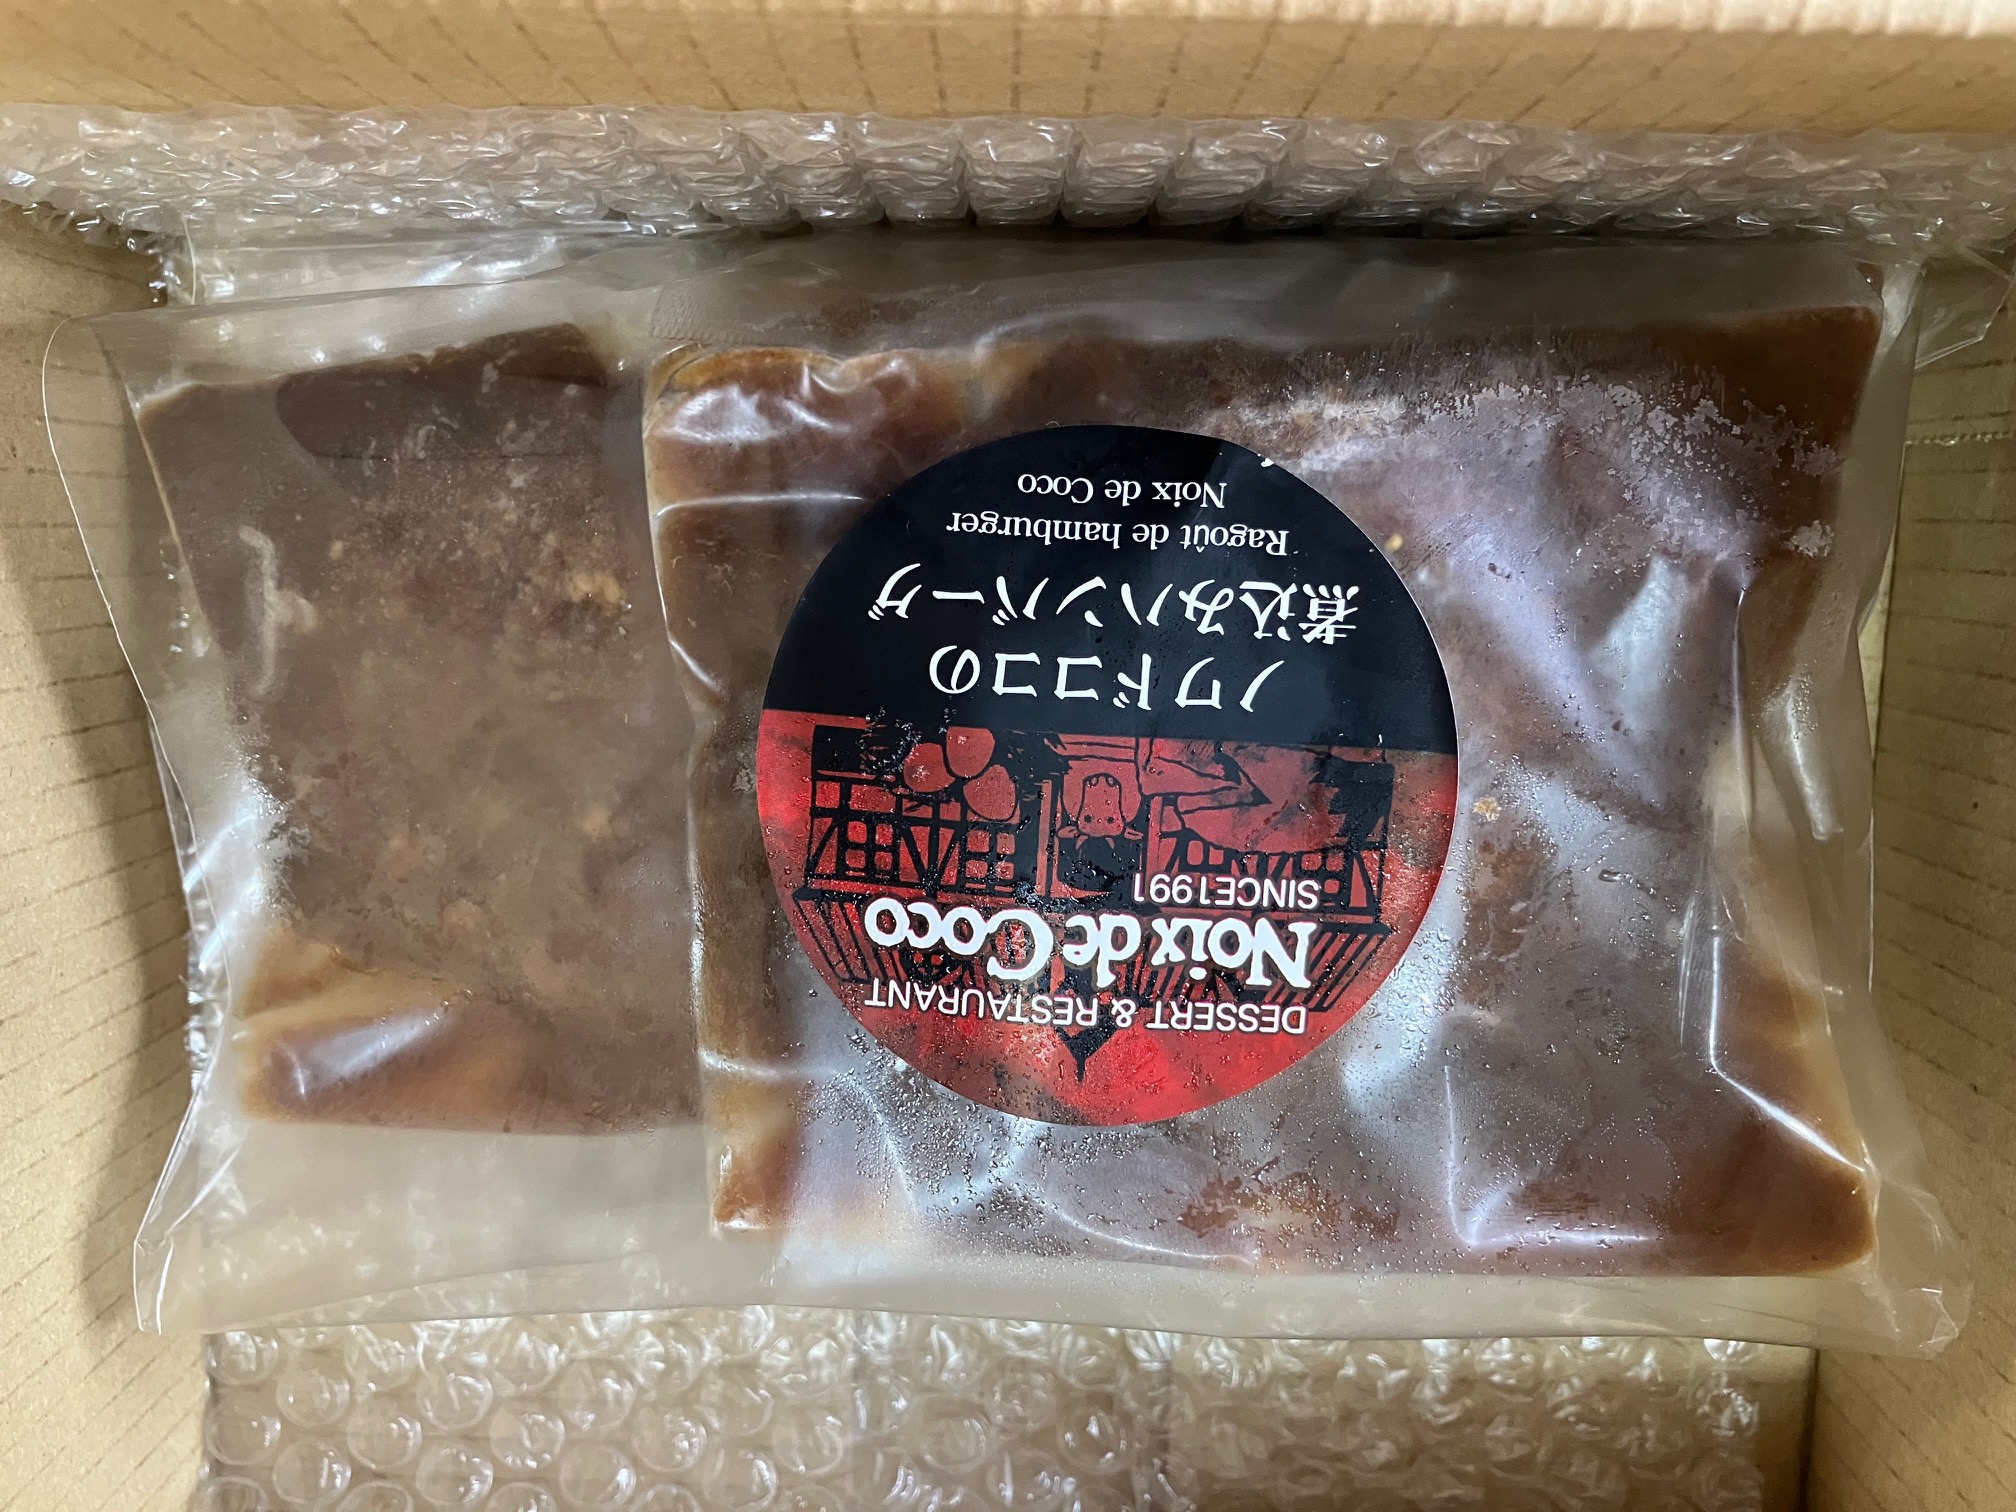 DESSERT & RESTAURANT
Noix de Coco
SINCE1991
ノワドココの
煮込みハンバーグ
Ragoût de hamburger
Noix de Coco